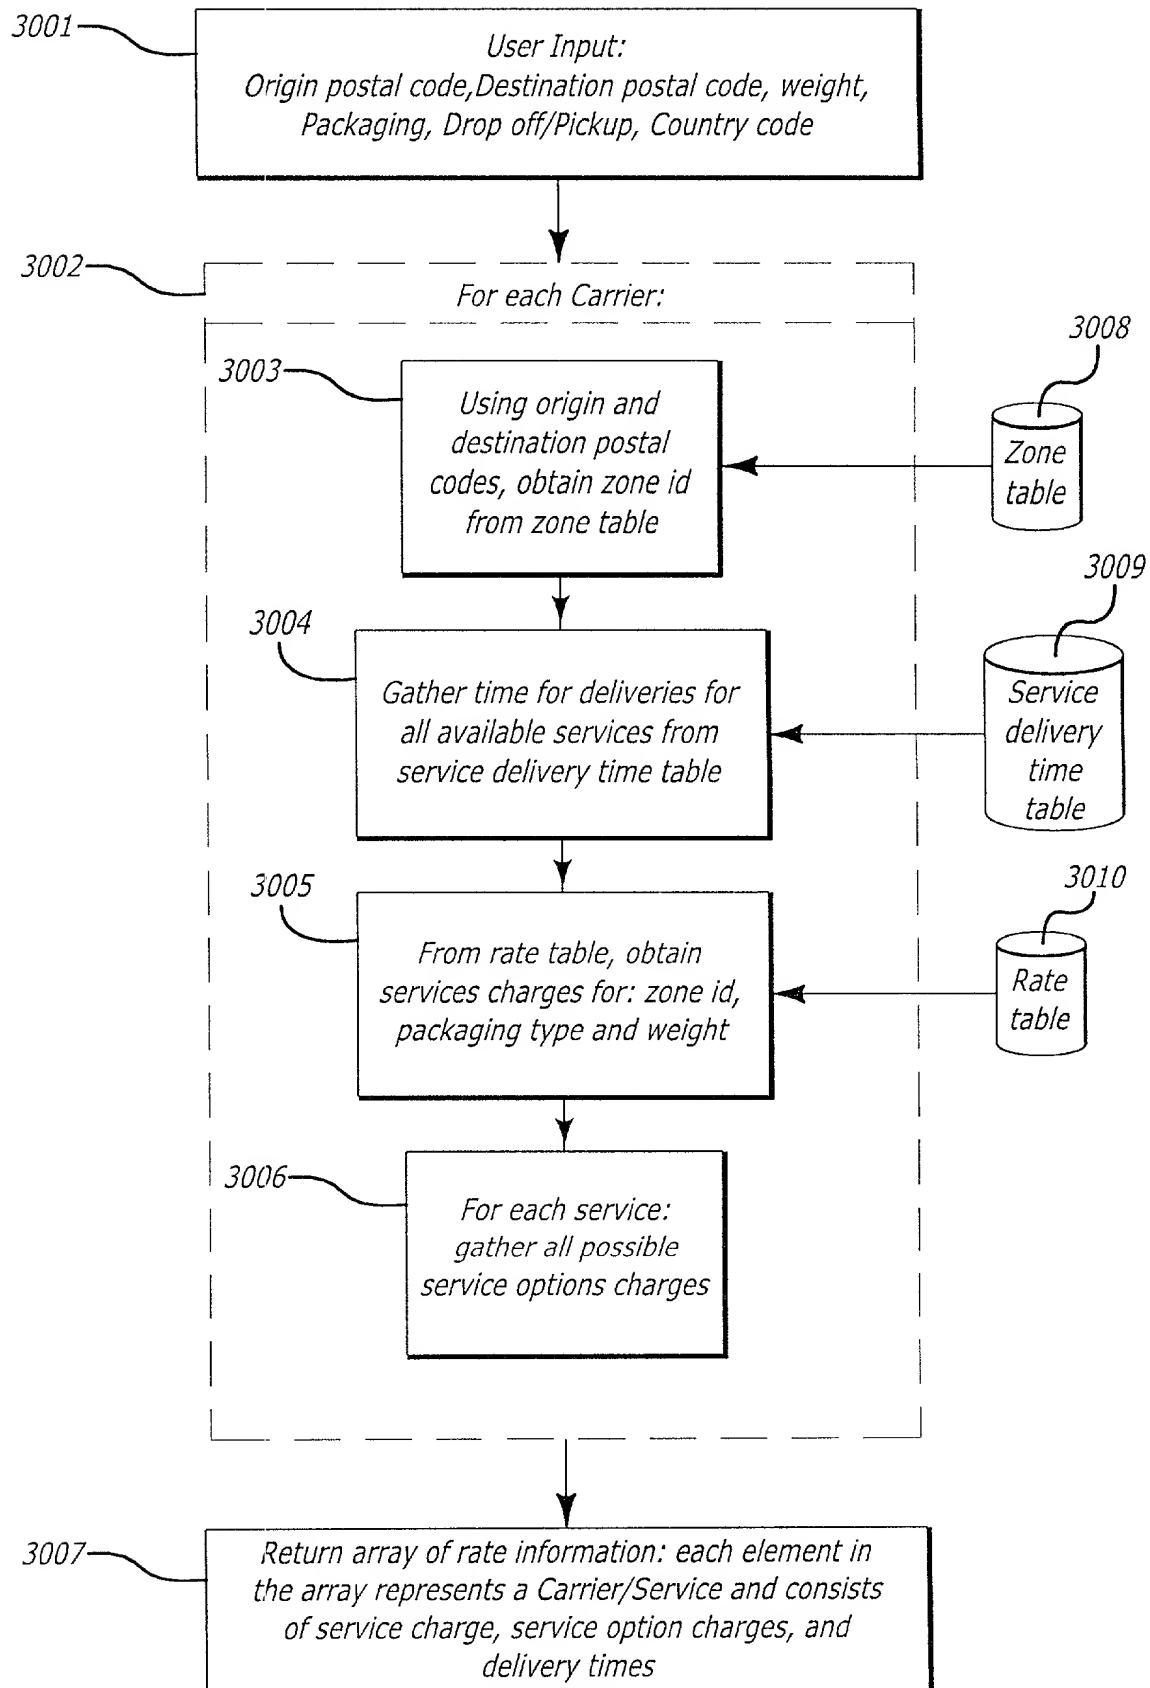 3001
User Input:
Origin postal code,Destination postal code, weight,
Packaging, Drop off/Pickup, Country code
3002
For each Carrier:
3003
Using origin and
destination postal
codes, obtain zone id
from zone table
3008
Zone
table
3004
Gather time for deliveries for
all available services from
service delivery time table
3009
Service
delivery
time
table
3005
From rate table, obtain
services charges for: zone id,
packaging type and weight
3010
Rate
table
3006
For each service:
gather all possible
service options charges
3007
Return array of rate information: each element in
the array represents a Carrier/Service and consists
of service charge, service option charges, and
delivery times